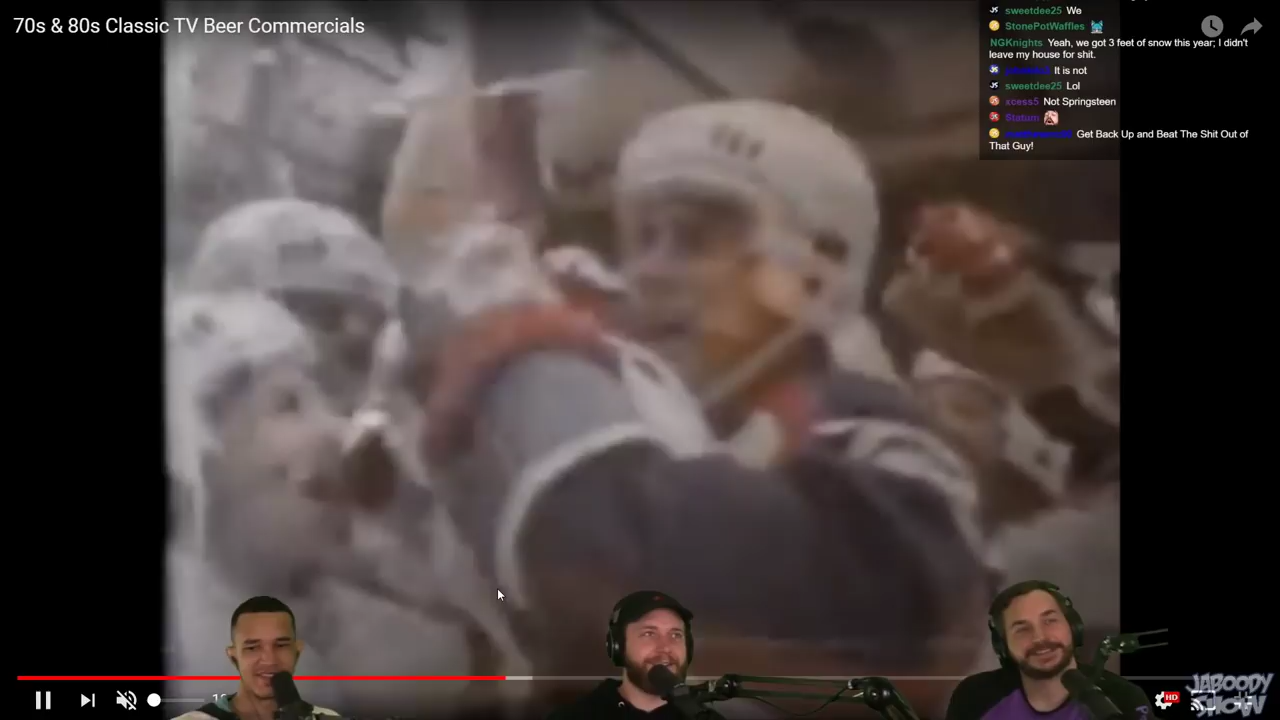 70s & 80s Classic TV Beer Commercials
sweetdee25 We
StonePotWaffles
NGKnights Yeah, we got 3 feet of snow this year; I didn't
leave my house for shit.
It is not
sweetdee25 Lol
xcess5 Not Springsteen
Statum
Get Back Up and Beat The Shit Out of
That Guy!
HD
JABOODY
SHOW